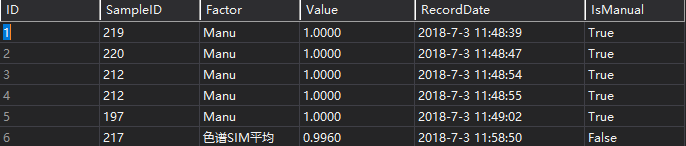 ID SampleID Factor Value RecordDate IsManual
1 219 Manu 1.0000 2018-7-3 11:48:39 True
2 220 Manu 1.0000 2018-7-3 11:48:47 True
3 212 Manu 1.0000 2018-7-3 11:48:54 True
4 212 Manu 1.0000 2018-7-3 11:48:55 True
5 197 Manu 1.0000 2018-7-3 11:49:02 True
6 217 色谱SIM平均 0.9960 2018-7-3 11:58:50 False